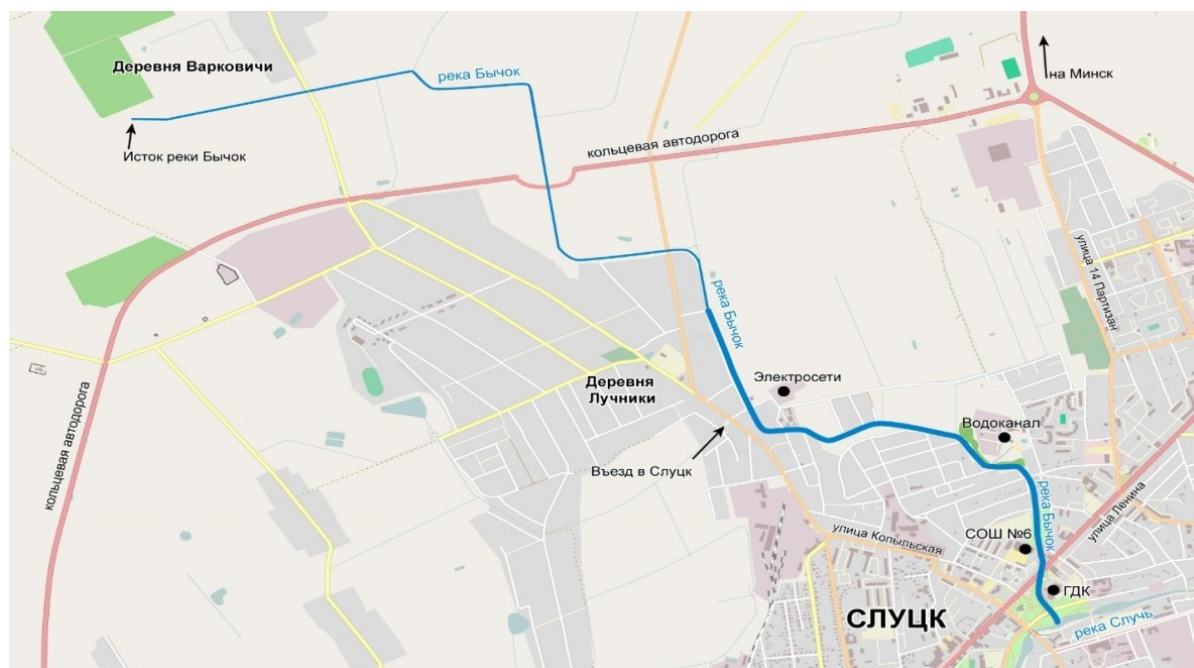 Деревня Варковичи
река Бычок
на Минск
Исток реки Бычок
кольцевая автодорога
улица 14 Партизан
река Бычок
Электросети
Деревня
Лучники
кольцевая автодорога
Водоканал
Въезд в Слуцк
река Бычок
улица Ленина
улица Копыльская
СОШ №6
ГДК
СЛУЦК
река Случь